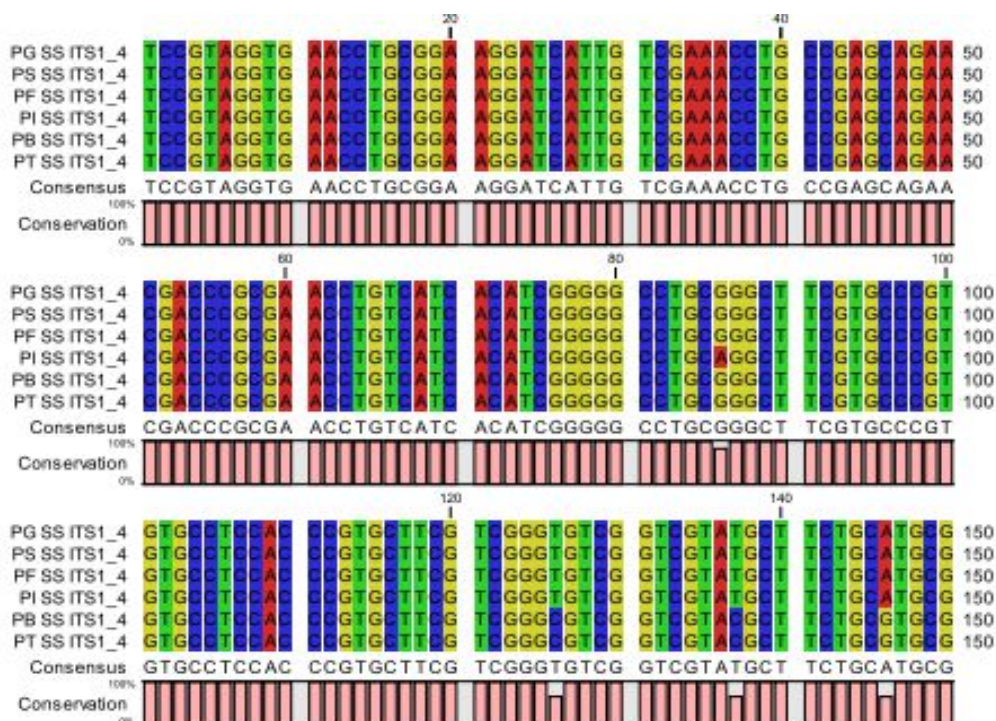 20 40
PG SS ITS1_4 TCCGTAGGTG AACCTGCGGA AGGATCATTG TCGAAACCTG CCGAGCAGAA 50
PS SS ITS1_4 TCCGTAGGTG AACCTGCGGA AGGATCATTG TCGAAACCTG CCGAGCAGAA 50
PF SS ITS1_4 TCCGTAGGTG AACCTGCGGA AGGATCATTG TCGAAACCTG CCGAGCAGAA 50
PI SS ITS1_4 TCCGTAGGTG AACCTGCGGA AGGATCATTG TCGAAACCTG CCGAGCAGAA 50
PB SS ITS1_4 TCCGTAGGTG AACCTGCGGA AGGATCATTG TCGAAACCTG CCGAGCAGAA 50
PT SS ITS1_4 TCCGTAGGTG AACCTGCGGA AGGATCATTG TCGAAACCTG CCGAGCAGAA 50
Consensus TCCGTAGGTG AACCTGCGGA AGGATCATTG TCGAAACCTG CCGAGCAGAA
100%
Conservation
0%
60 80 100
PG SS ITS1_4 CGACCCGCGA ACCTGTCATC ACATCGGGGG CCTGCGGGCT TCGTGCCCGT 100
PS SS ITS1_4 CGACCCGCGA ACCTGTCATC ACATCGGGGG CCTGCGGGCT TCGTGCCCGT 100
PF SS ITS1_4 CGACCCGCGA ACCTGTCATC ACATCGGGGG CCTGCGGGCT TCGTGCCCGT 100
PI SS ITS1_4 CGACCCGCGA ACCTGTCATC ACATCGGGGG CCTGCAGGCT TCGTGCCCGT 100
PB SS ITS1_4 CGACCCGCGA ACCTGTCATC ACATCGGGGG CCTGCGGGCT TCGTGCCCGT 100
PT SS ITS1_4 CGACCCGCGA ACCTGTCATC ACATCGGGGG CCTGCGGGCT TCGTGCCCGT 100
Consensus CGACCCGCGA ACCTGTCATC ACATCGGGGG CCTGCGGGCT TCGTGCCCGT
100%
Conservation
0%
120 140
PG SS ITS1_4 GTGCCTCCAC CCGTGCTTCG TCGGGTGTCG GTCGTATGCT TCTGCATGCG 150
PS SS ITS1_4 GTGCCTCCAC CCGTGCTTCG TCGGGTGTCG GTCGTATGCT TCTGCATGCG 150
PF SS ITS1_4 GTGCCTCCAC CCGTGCTTCG TCGGGTGTCG GTCGTATGCT TCTGCATGCG 150
PI SS ITS1_4 GTGCCTCCAC CCGTGCTTCG TCGGGTGTCG GTCGTATGCT TCTGCATGCG 150
PB SS ITS1_4 GTGCCTCCAC CCGTGCTTCG TCGGGCGTCG GTCGTACGCT TCTGCGTGCG 150
PT SS ITS1_4 GTGCCTCCAC CCGTGCTTCG TCGGGCGTCG GTCGTACGCT TCTGCGTGCG 150
Consensus GTGCCTCCAC CCGTGCTTCG TCGGGTGTCG GTCGTATGCT TCTGCATGCG
100%
Conservation
0%